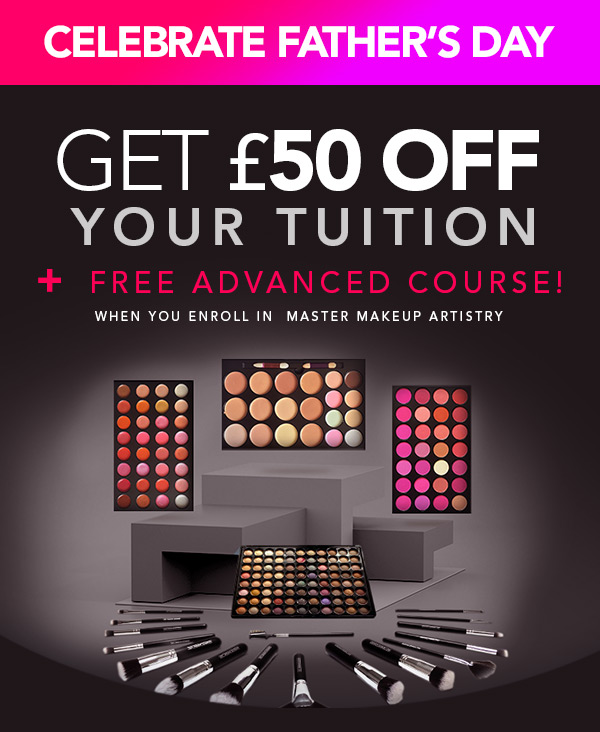 CELEBRATE FATHER'S DAY
GET £50 OFF
YOUR TUITION
+ FREE ADVANCED COURSE!
WHEN YOU ENROLL IN MASTER MAKEUP ARTISTRY